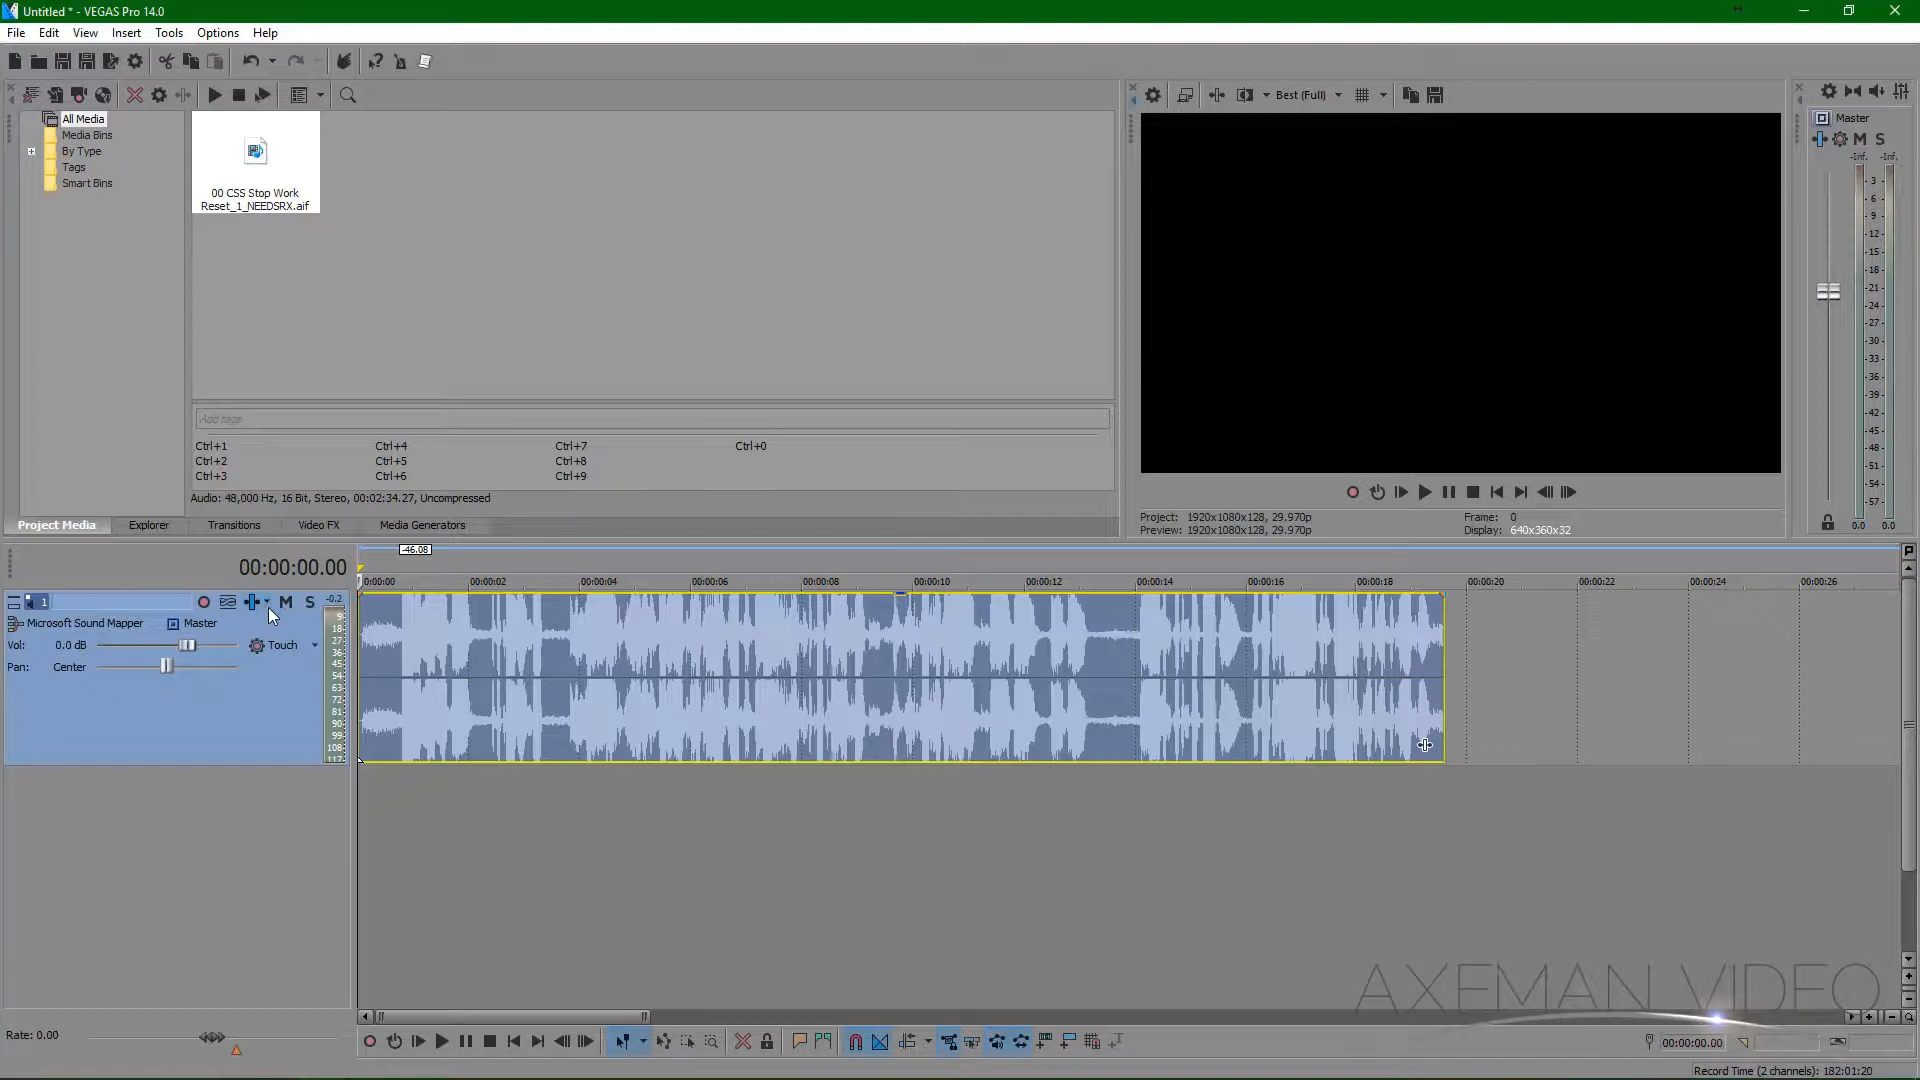 Untitled * - VEGAS Pro 14.0
File Edit View Insert Tools Options Help
Best (Full)
All Media
Media Bins
By Type
Tags
Smart Bins
00 CSS Stop Work
Reset_1_NEEDSRX.aif
Master
M S
-Inf. -Inf.
3
6
9
12
15
18
21
24
27
30
33
36
39
42
45
48
51
54
57
0.0 0.0
Add tags
Ctrl+1 Ctrl+4 Ctrl+7 Ctrl+0
Ctrl+2 Ctrl+5 Ctrl+8
Ctrl+3 Ctrl+6 Ctrl+9
Audio: 48,000 Hz, 16 Bit, Stereo, 00:02:34.27, Uncompressed
Project Media Explorer Transitions Video FX Media Generators
Project: 1920x1080x128, 29.970p Frame: 0
Preview: 1920x1080x128, 29.970p Display: 640x360x32
-46.08
00:00:00.00
0:00:00 00:00:02 00:00:04 00:00:06 00:00:08 00:00:10 00:00:12 00:00:14 00:00:16 00:00:18 00:00:20 00:00:22 00:00:24 00:00:26
1 M S -0.2
Microsoft Sound Mapper Master
Vol: 0.0 dB Touch
Pan: Center
9
18
27
36
45
54
63
72
81
90
99
108
117
AXEMAN VIDEO
Rate: 0.00
00:00:00.00
Record Time (2 channels): 182:01:20